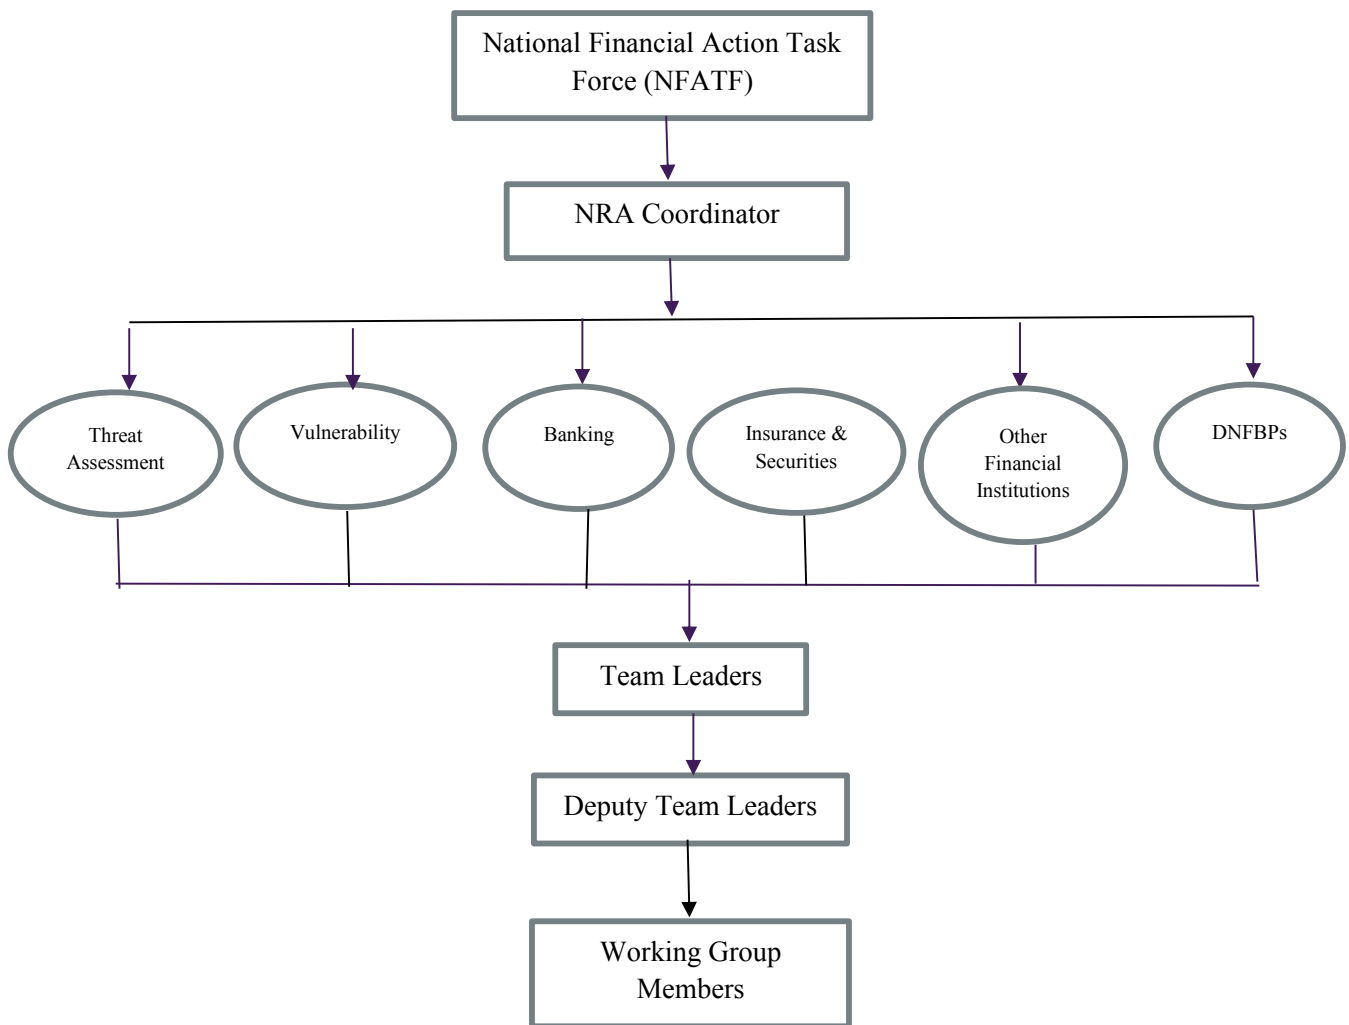 National Financial Action Task
Force (NFATF)
NRA Coordinator
Threat
Assessment
Vulnerability
Banking
Insurance &
Securities
Other
Financial
Institutions
DNFBPs
Team Leaders
Deputy Team Leaders
Working Group
Members